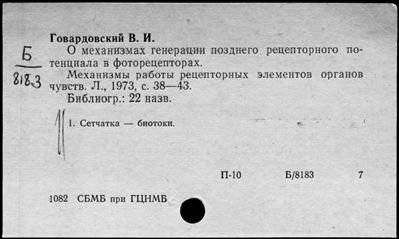 Говардовский В. И.
Б
8183
О механизмах генерации позднего рецепторного по-
тенциала в фоторецепторах.
Механизмы работы рецепторных элементов органов
чувств. Л., 1973, с. 38—43.
Библиогр.: 22 назв.
1. Сетчатка — биотоки.
П-10 Б/8183 7
1082 СБМБ при ГЦНМБ